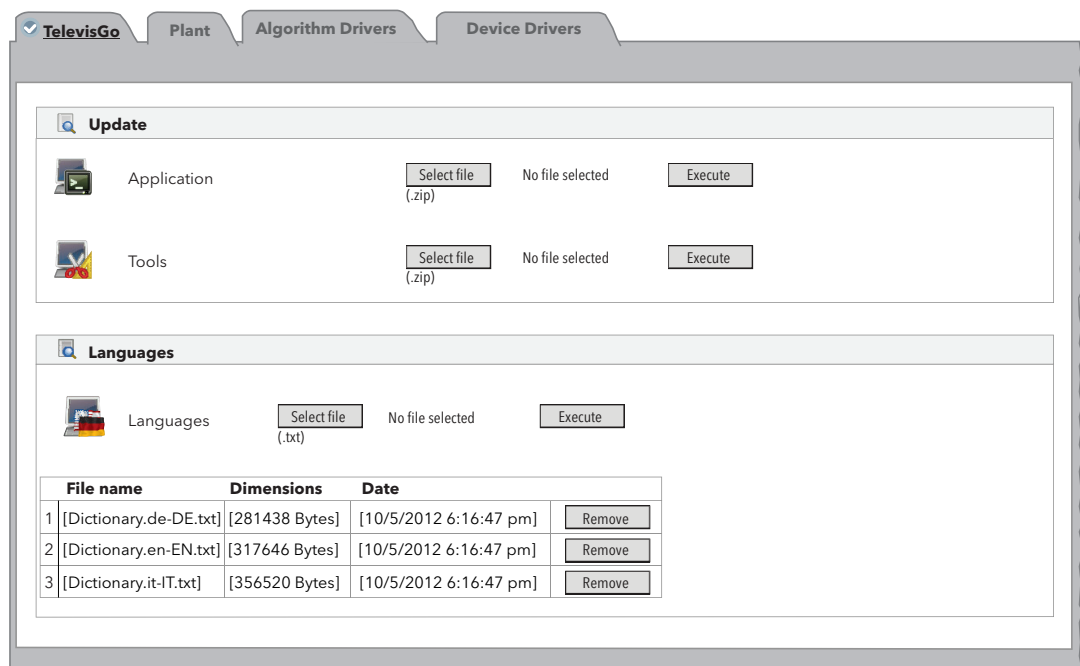 TelevisGo Plant Algorithm Drivers Device Drivers
Update
Application Select file No file selected Execute
(.zip)
Tools Select file No file selected Execute
(.zip)
Languages
Languages Select file No file selected Execute
(.txt)
File name Dimensions Date
1 [Dictionary.de-DE.txt] [281438 Bytes] [10/5/2012 6:16:47 pm] Remove
2 [Dictionary.en-EN.txt] [317646 Bytes] [10/5/2012 6:16:47 pm] Remove
3 [Dictionary.it-IT.txt] [356520 Bytes] [10/5/2012 6:16:47 pm] Remove